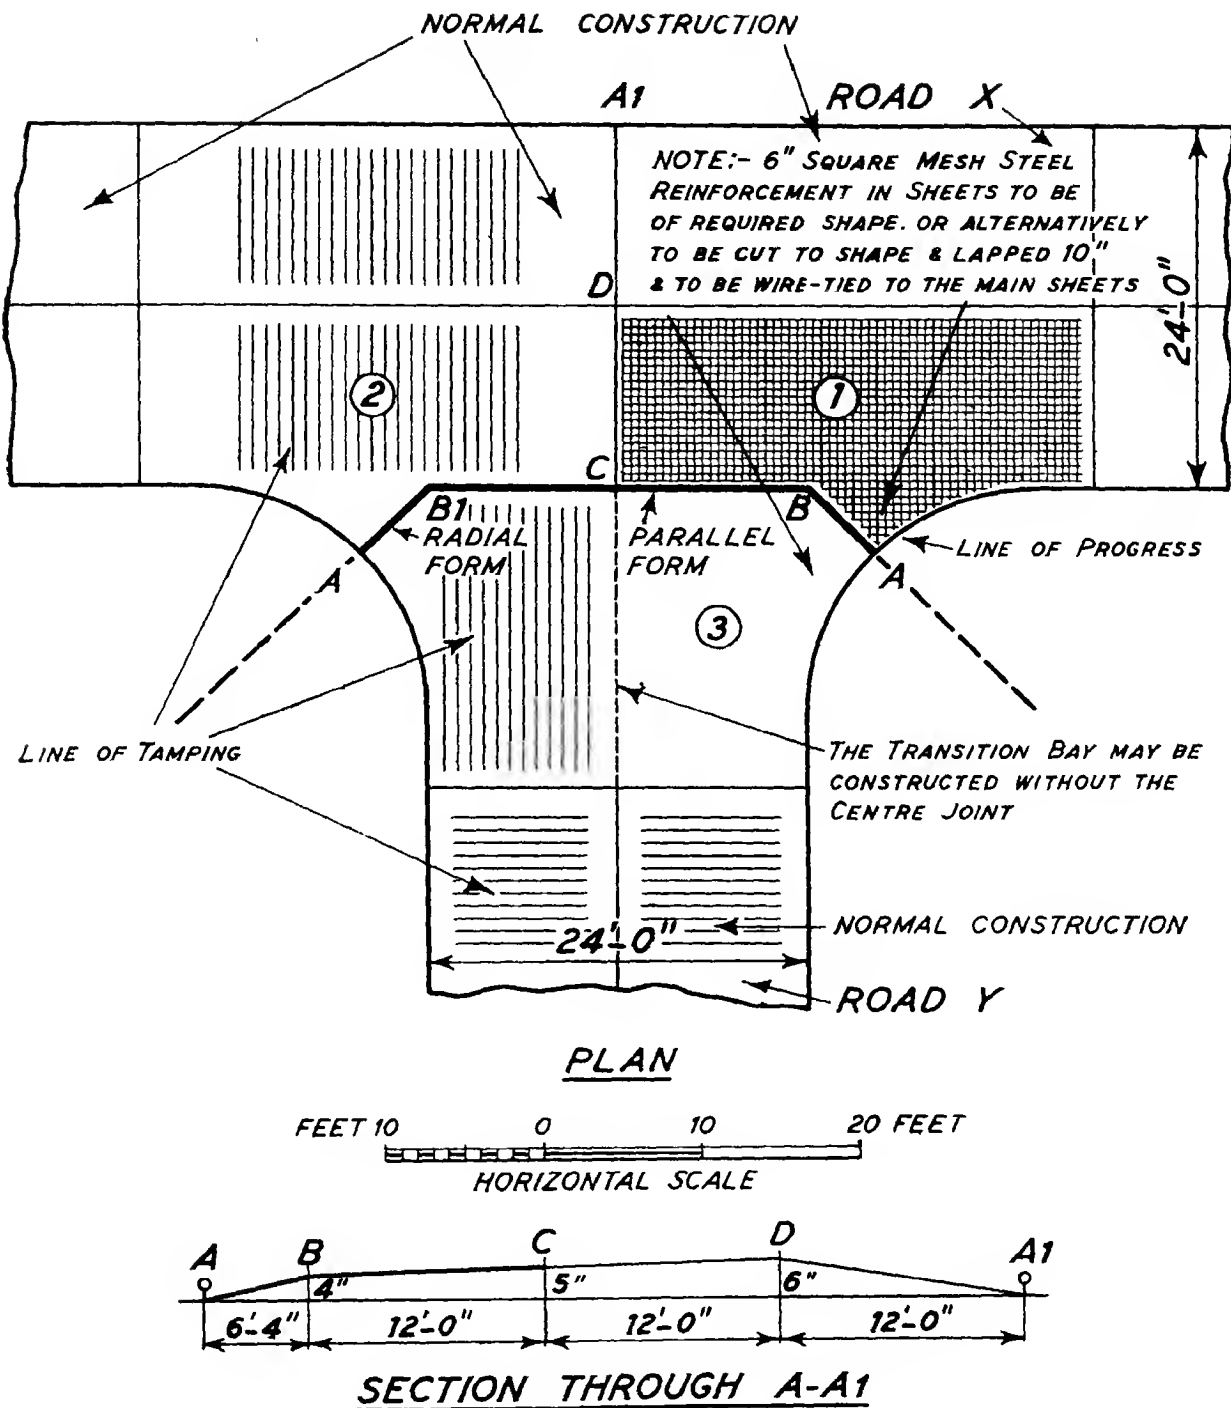 NORMAL CONSTRUCTION
A1
ROAD X
NOTE:- 6" SQUARE MESH STEEL
REINFORCEMENT IN SHEETS TO BE
OF REQUIRED SHAPE. OR ALTERNATIVELY
TO BE CUT TO SHAPE & LAPPED 10"
& TO BE WIRE-TIED TO THE MAIN SHEETS
D
24'-0"
2
1
C
B1
B
RADIAL
FORM
PARALLEL
FORM
LINE OF PROGRESS
A
A
3
LINE OF TAMPING
THE TRANSITION BAY MAY BE
CONSTRUCTED WITHOUT THE
CENTRE JOINT
NORMAL CONSTRUCTION
24'-0"
ROAD Y
PLAN
FEET 10 0 10 20 FEET
HORIZONTAL SCALE
A B C D A1
4" 5" 6"
6'-4" 12'-0" 12'-0" 12'-0"
SECTION THROUGH A-A1